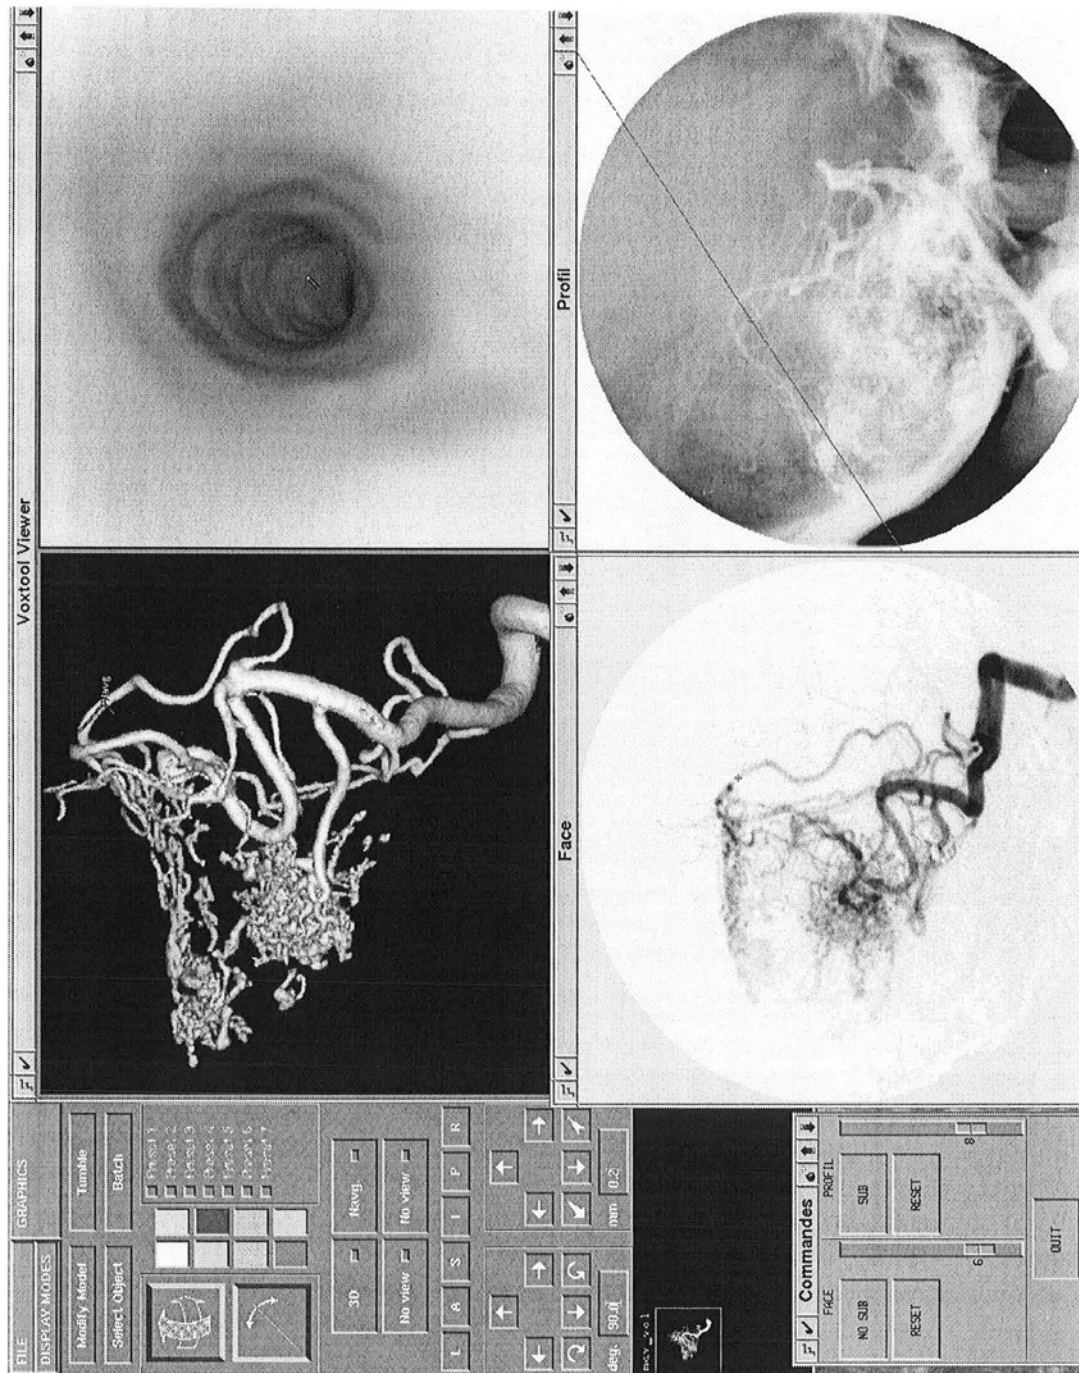 Voxtool Viewer
FILE
GRAPHICS
DISPLAY MODES
Modify Model
Tumble
Select Object
Batch
Preset 1
Preset 2
Preset 3
Preset 4
Preset 5
Preset 6
Preset 7
3D
Navg.
No view
No view
L
A
S
I
P
R
deg.
90.0
mm
0.2
Navg
Face
Profil
Commandes
FACE
PROFIL
NO SUB
SUB
RESET
RESET
6
8
QUIT